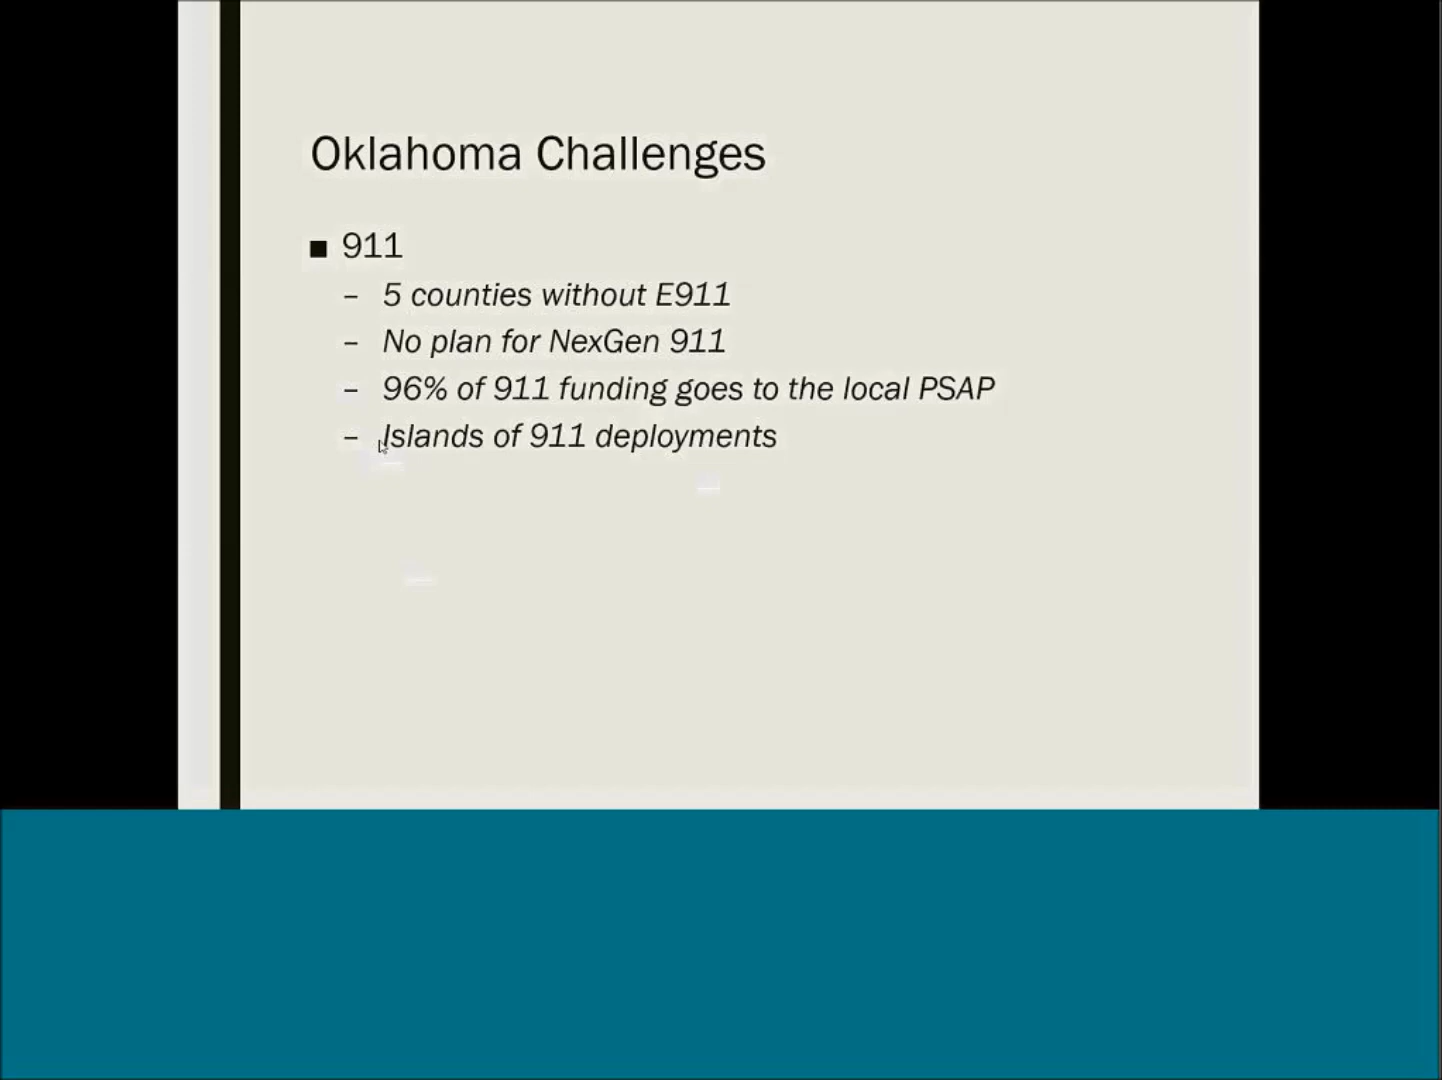 Oklahoma Challenges
■ 911
– 5 counties without E911
– No plan for NexGen 911
– 96% of 911 funding goes to the local PSAP
– Islands of 911 deployments